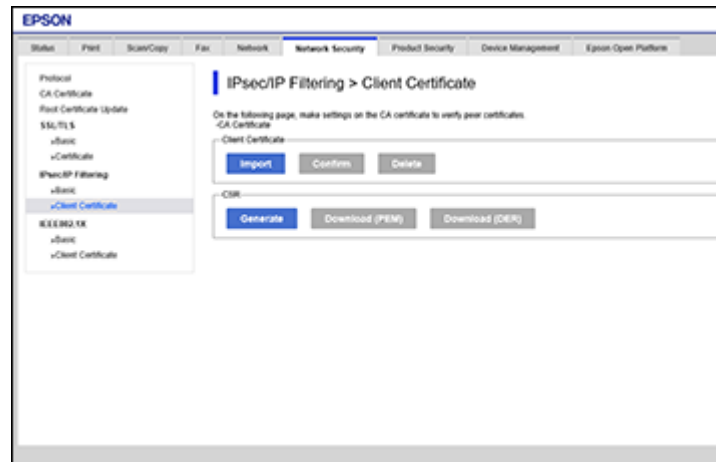 EPSON
Status Print Scan/Copy Fax Network Network Security Product Security Device Management Epson Open Platform
Protocol
CA Certificate
Root Certificate Update
SSL/TLS
»Basic
»Certificate
IPsec/IP Filtering
»Basic
»Client Certificate
IEEE802.1X
»Basic
»Client Certificate
IPsec/IP Filtering > Client Certificate
On the following page, make settings on the CA certificate to verify peer certificates.
-CA Certificate
Client Certificate
Import Confirm Delete
CSR
Generate Download (PEM) Download (DER)